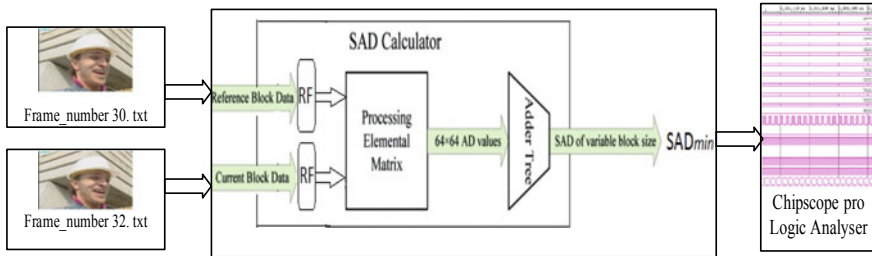 Frame_number 30. txt
Frame_number 32. txt
SAD Calculator
Reference Block Data
RF
Current Block Data
RF
Processing
Elemental
Matrix
64×64 AD values
Adder Tree
SAD of variable block size
SADmin
Chipscope pro
Logic Analyser